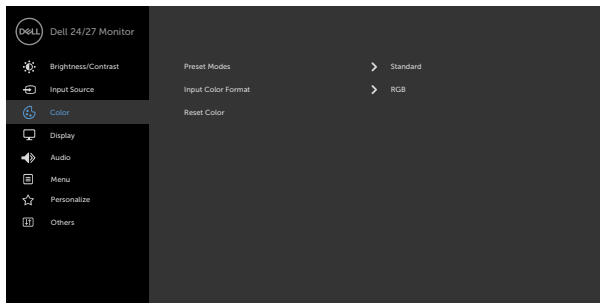 DELL
Dell 24/27 Monitor
Brightness/Contrast
Input Source
Color
Display
Audio
Menu
Personalize
Others
Preset Modes
Standard
Input Color Format
RGB
Reset Color